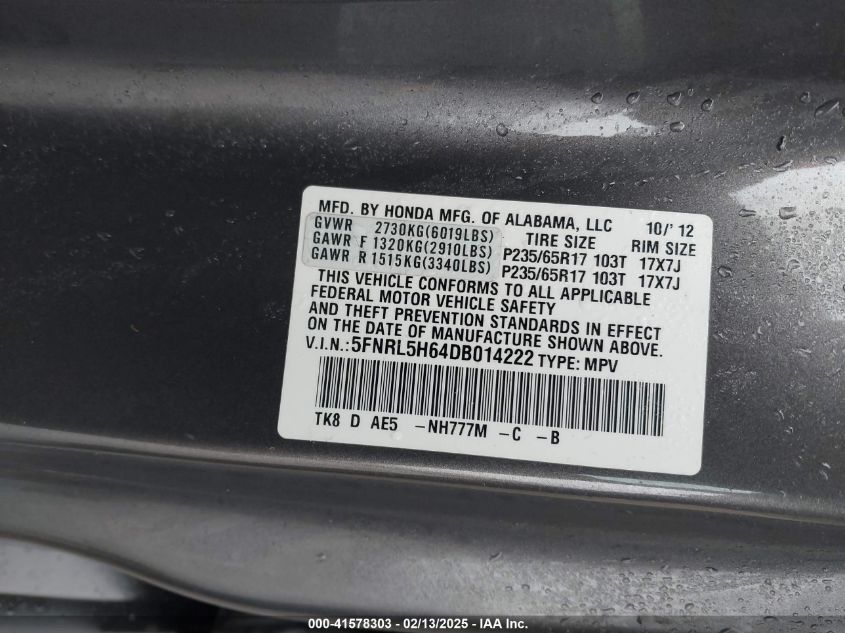 MFD. BY HONDA MFG. OF ALABAMA, LLC 10/'12
GVWR 2730KG(6019LBS) TIRE SIZE RIM SIZE
GAWR F 1320KG(2910LBS) P235/65R17 103T 17X7J
GAWR R 1515KG(3340LBS) P235/65R17 103T 17X7J
THIS VEHICLE CONFORMS TO ALL APPLICABLE
FEDERAL MOTOR VEHICLE SAFETY
AND THEFT PREVENTION STANDARDS IN EFFECT
ON THE DATE OF MANUFACTURE SHOWN ABOVE.
V.I.N.: 5FNRL5H64DB014222 TYPE: MPV
TK8 D AE5 -NH777M -C -B
000-41578303 - 02/13/2025 - IAA Inc.